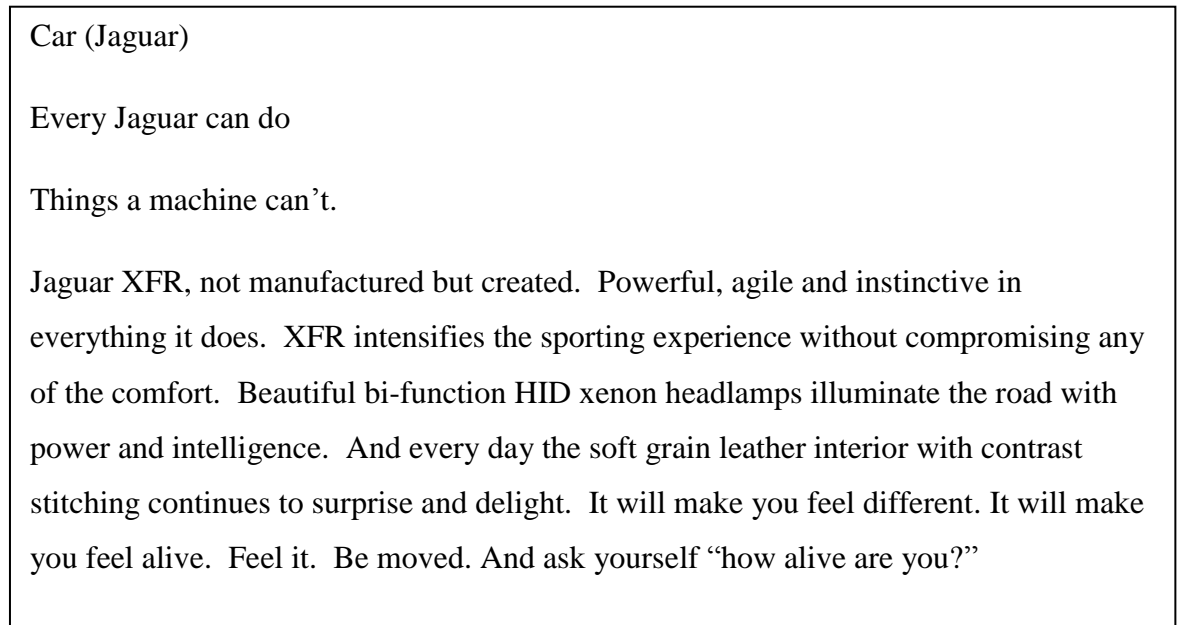 Car (Jaguar)
Every Jaguar can do
Things a machine can’t.
Jaguar XFR, not manufactured but created.  Powerful, agile and instinctive in
everything it does.  XFR intensifies the sporting experience without compromising any
of the comfort.  Beautiful bi-function HID xenon headlamps illuminate the road with
power and intelligence.  And every day the soft grain leather interior with contrast
stitching continues to surprise and delight.  It will make you feel different. It will make
you feel alive.  Feel it.  Be moved. And ask yourself “how alive are you?”